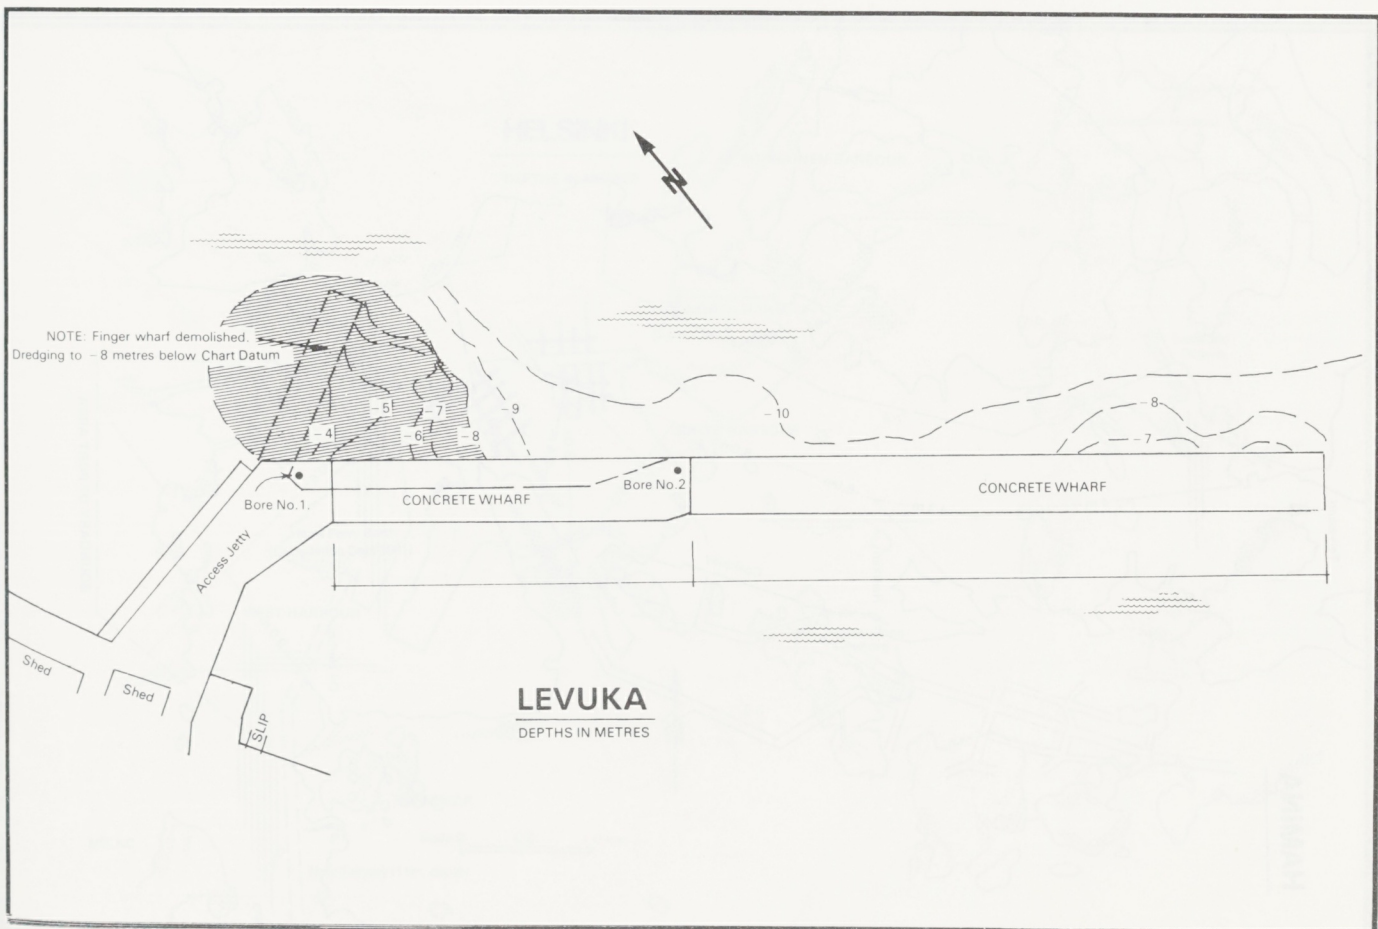 N
NOTE: Finger wharf demolished.
Dredging to -8 metres below Chart Datum
-4
-5
-6
-7
-8
-9
-10
-8
-7
Bore No.1.
CONCRETE WHARF
Bore No.2
CONCRETE WHARF
Access Jetty
Shed
Shed
SLIP
LEVUKA
DEPTHS IN METRES